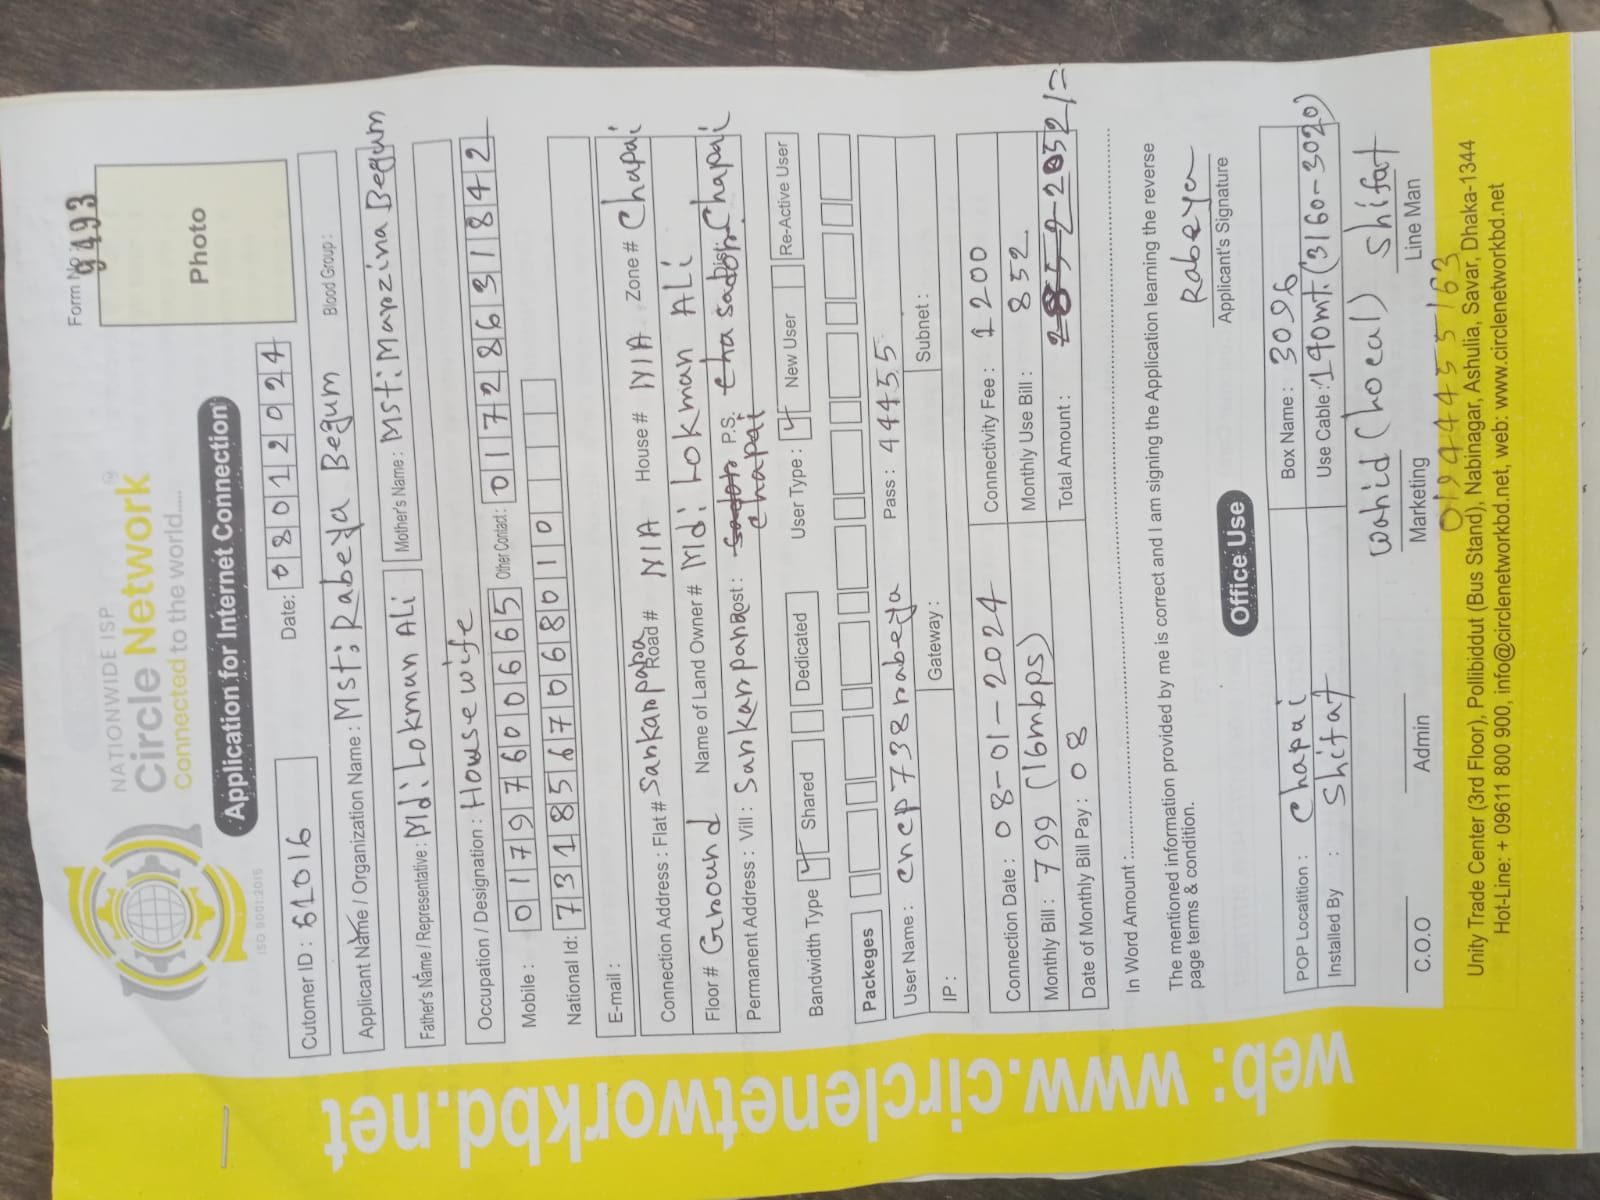 Form No: 9493
NATIONWIDE ISP
Circle Network
Connected to the world.....
ISO 9001:2015
Photo
Application for Internet Connection
Cutomer ID: 61016
Date: 08012024
Applicant Name / Organization Name: Mst: Rabeya Begum Blood Group:
Father's Name / Representative: Md: Lokman Ali Mother's Name: Mst: Marzina Begum
Occupation / Designation: House wife
Mobile: 01797600665 Other Contact: 01728631842
National Id: 7318567068010
E-mail:
Connection Address: Flat # Sankarpara Road # N/A House # N/A Zone # Chapai
Floor # Ground Name of Land Owner # Md: Lokman Ali
Permanent Address: Vill: Sankarpara Post: Chapai P.S. Cha sador Dist: Chapai
Bandwidth Type Shared Dedicated User Type: New User Re-Active User
Packeges
User Name: cncp738rabeya Pass: 44455
IP: Gateway: Subnet:
Connection Date: 08-01-2024 Connectivity Fee: 1200
Monthly Bill: 799 (16mbps) Monthly Use Bill: 852
Date of Monthly Bill Pay: 08 Total Amount:
In Word Amount:
The mentioned information provided by me is correct and I am signing the Application learning the reverse
page terms & condition.
Rabeya
Applicant's Signature
Office Use
POP Location: Chapai Box Name: 3096
Installed By: Shifat Use Cable: 140mt. (3160-3020)
Wahid (Local) Shifat
C.O.O Admin Marketing Line Man
Unity Trade Center (3rd Floor), Pollibiddut (Bus Stand), Nabinagar, Ashulia, Savar, Dhaka-1344
Hot-Line: + 09611 800 900, info@circlenetworkbd.net, web: www.circlenetworkbd.net
web: www.circlenetworkbd.net